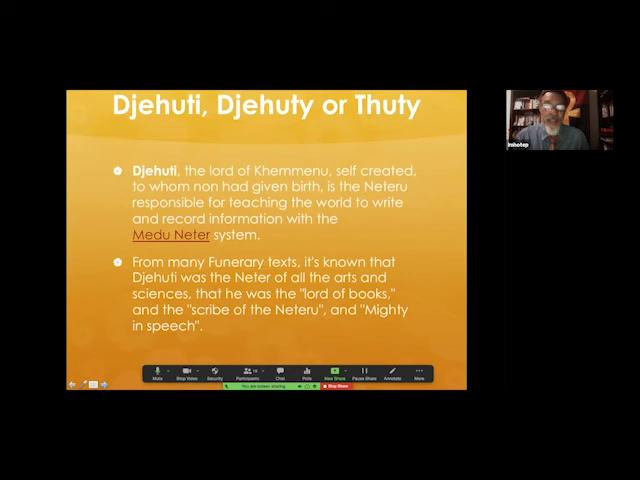 Djehuti, Djehuty or Thuty
Djehuti, the lord of Khemmenu, self created,
to whom non had given birth, is the Neteru
responsible for teaching the world to write
and record information with the
Medu Neter system.
From many Funerary texts, it's known that
Djehuti was the Neter of all the arts and
sciences, that he was the "lord of books,"
and the "scribe of the Neteru", and "Mighty
in speech".
Imhotep
Mute Stop Video Security Participants Chat Polls New Share Pause Share Annotate More
You are screen sharing Stop Share